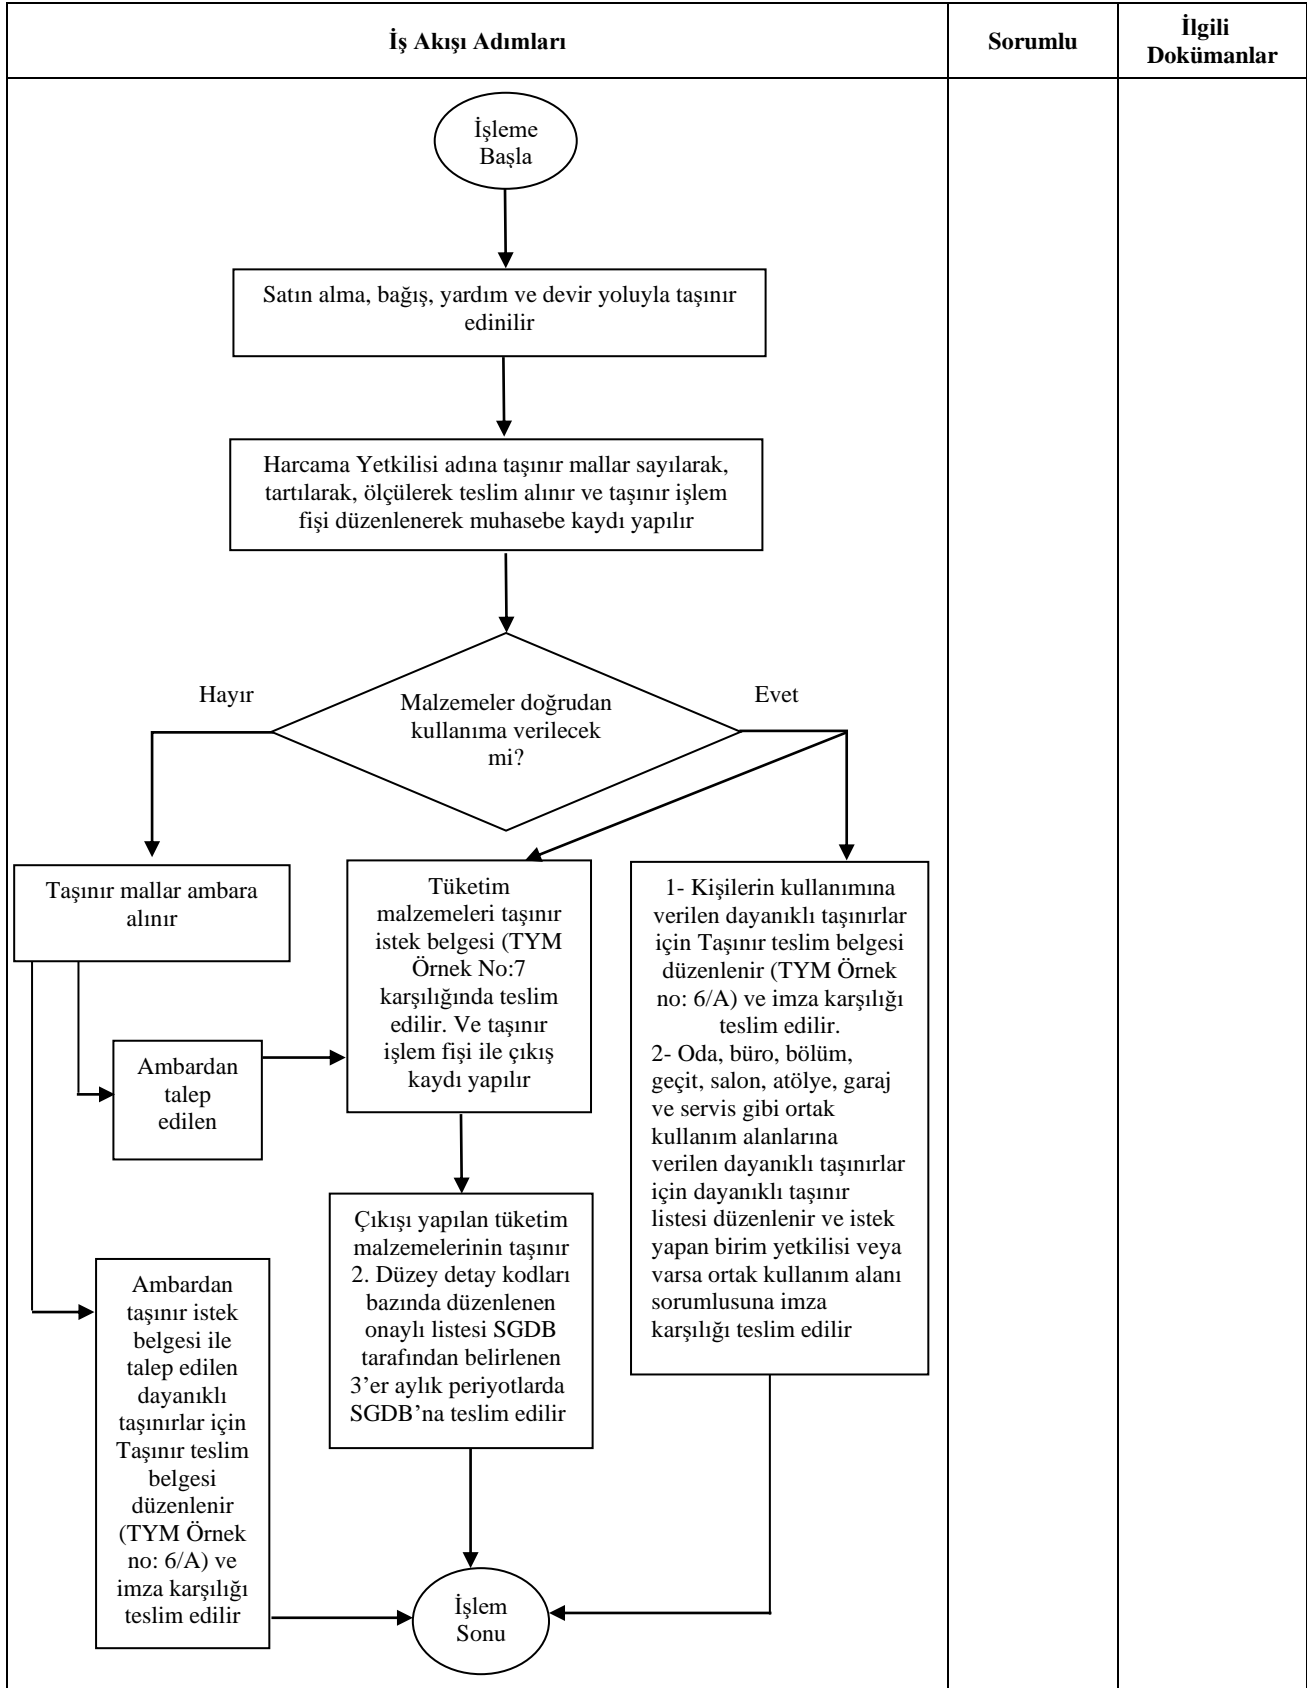 İş Akışı Adımları
Sorumlu
İlgili
Dokümanlar
İşleme
Başla
Satın alma, bağış, yardım ve devir yoluyla taşınır
edinilir
Harcama Yetkilisi adına taşınır mallar sayılarak,
tartılarak, ölçülerek teslim alınır ve taşınır işlem
fişi düzenlenerek muhasebe kaydı yapılır
Hayır
Malzemeler doğrudan
kullanıma verilecek
mi?
Evet
Taşınır mallar ambara
alınır
Ambardan
talep
edilen
Ambardan
taşınır istek
belgesi ile
talep edilen
dayanıklı
taşınırlar için
Taşınır teslim
belgesi
düzenlenir
(TYM Örnek
no: 6/A) ve
imza karşılığı
teslim edilir
Tüketim
malzemeleri taşınır
istek belgesi (TYM
Örnek No:7
karşılığında teslim
edilir. Ve taşınır
işlem fişi ile çıkış
kaydı yapılır
Çıkışı yapılan tüketim
malzemelerinin taşınır
2. Düzey detay kodları
bazında düzenlenen
onaylı listesi SGDB
tarafından belirlenen
3’er aylık periyotlarda
SGDB’na teslim edilir
1- Kişilerin kullanımına
verilen dayanıklı taşınırlar
için Taşınır teslim belgesi
düzenlenir (TYM Örnek
no: 6/A) ve imza karşılığı
teslim edilir.
2- Oda, büro, bölüm,
geçit, salon, atölye, garaj
ve servis gibi ortak
kullanım alanlarına
verilen dayanıklı taşınırlar
için dayanıklı taşınır
listesi düzenlenir ve istek
yapan birim yetkilisi veya
varsa ortak kullanım alanı
sorumlusuna imza
karşılığı teslim edilir
İşlem
Sonu